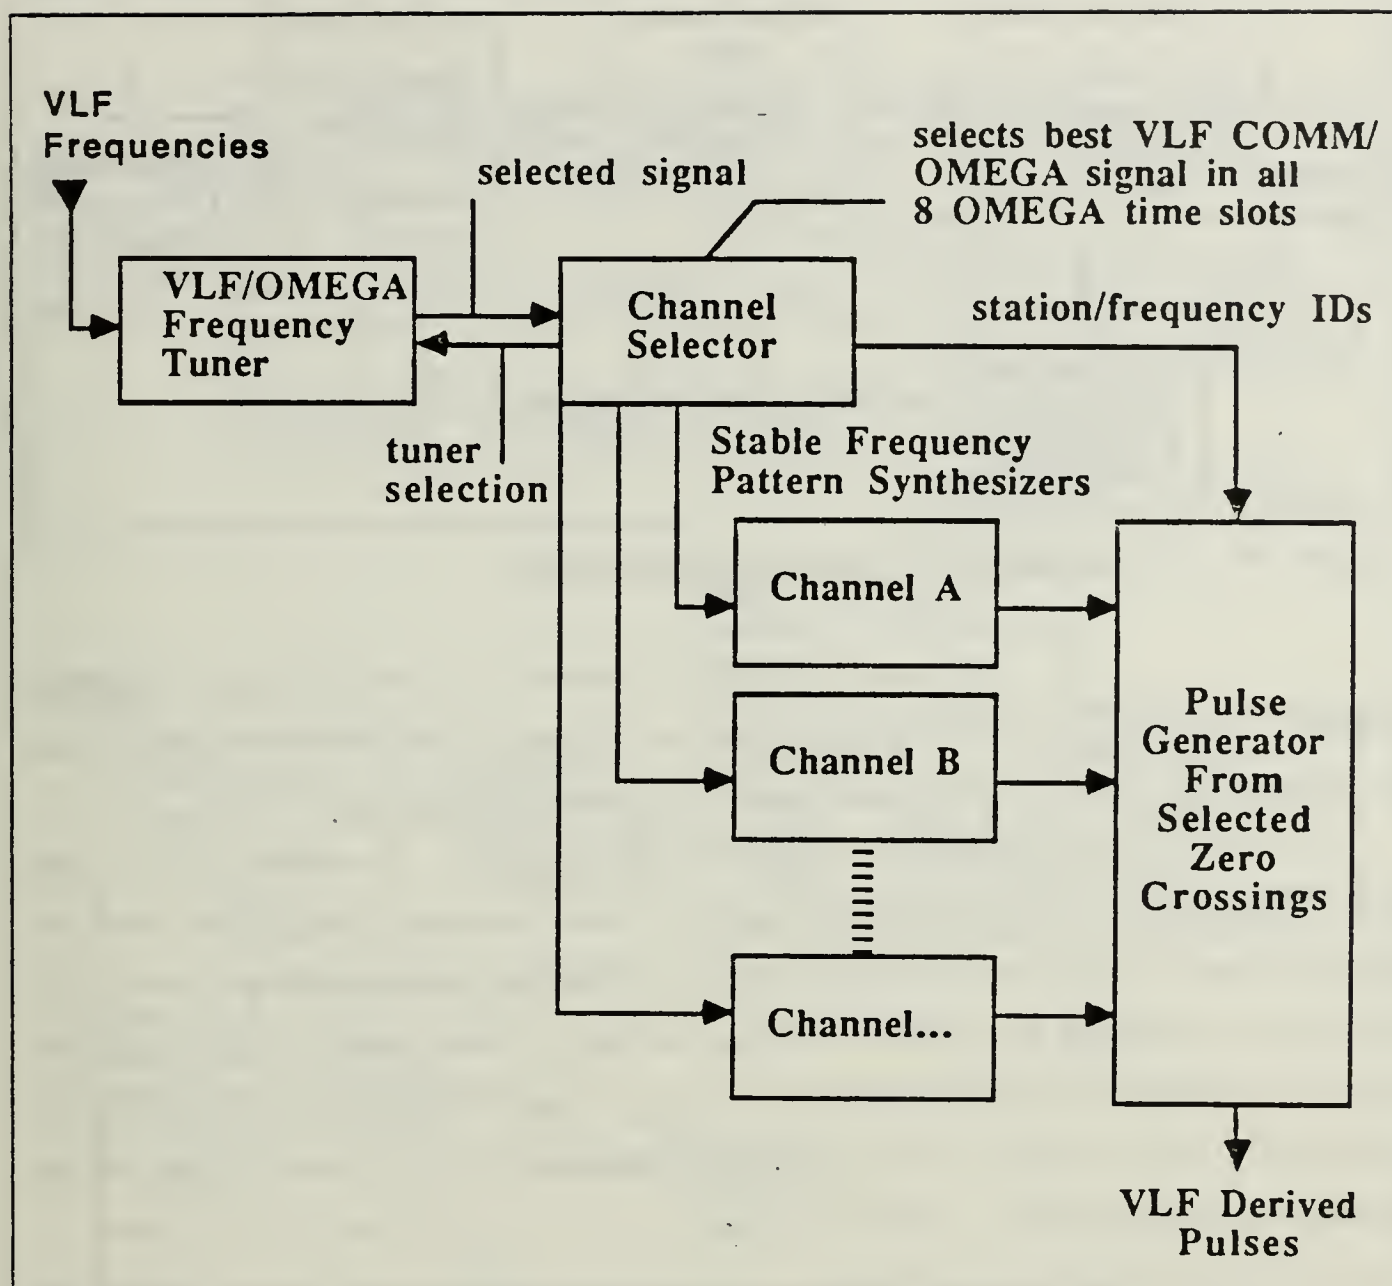 VLF
Frequencies
selected signal
selects best VLF COMM/
OMEGA signal in all
8 OMEGA time slots
VLF/OMEGA
Frequency
Tuner
Channel
Selector
station/frequency IDs
tuner
selection
Stable Frequency
Pattern Synthesizers
Channel A
Channel B
Channel...
Pulse
Generator
From
Selected
Zero
Crossings
VLF Derived
Pulses